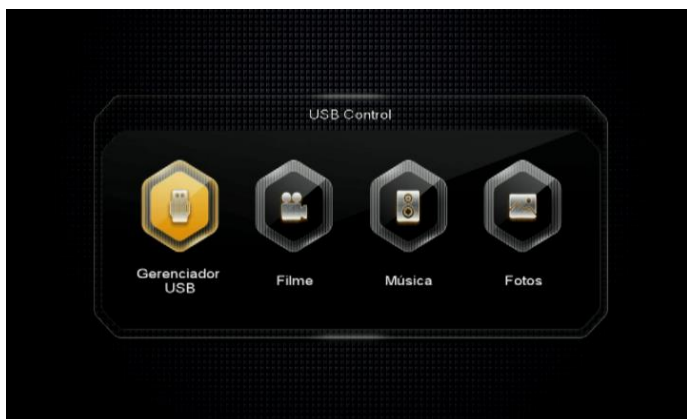 USB Control
Gerenciador
USB
Filme
Música
Fotos